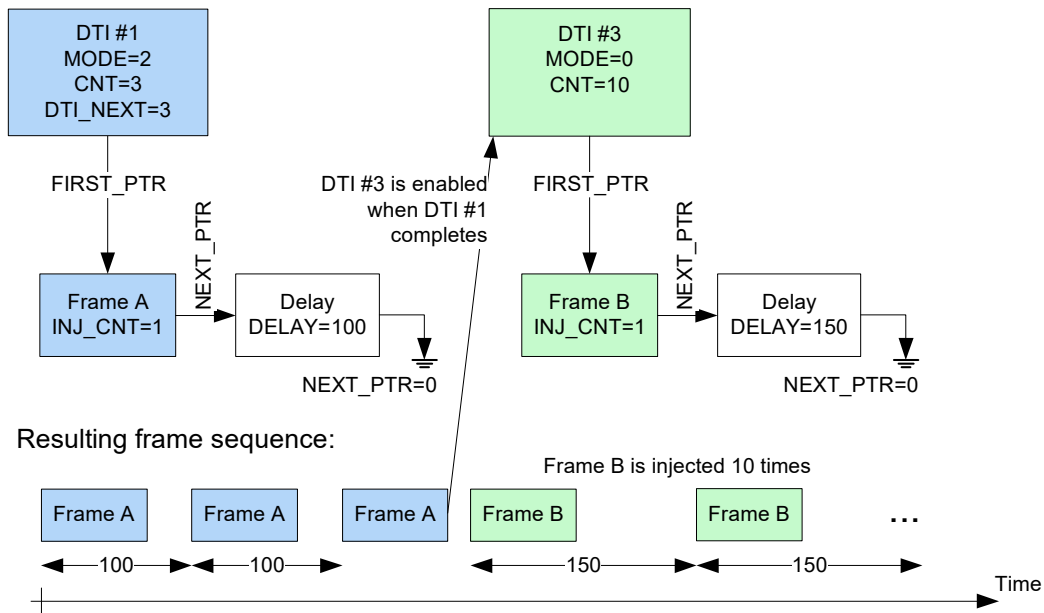 DTI #1
MODE=2
CNT=3
DTI_NEXT=3
DTI #3
MODE=0
CNT=10
FIRST_PTR
DTI #3 is enabled
when DTI #1
completes
FIRST_PTR
NEXT_PTR
NEXT_PTR
Frame A
INJ_CNT=1
Delay
DELAY=100
Frame B
INJ_CNT=1
Delay
DELAY=150
NEXT_PTR=0
NEXT_PTR=0
Resulting frame sequence:
Frame B is injected 10 times
Frame A
Frame A
Frame A
Frame B
Frame B
...
100
100
150
150
Time